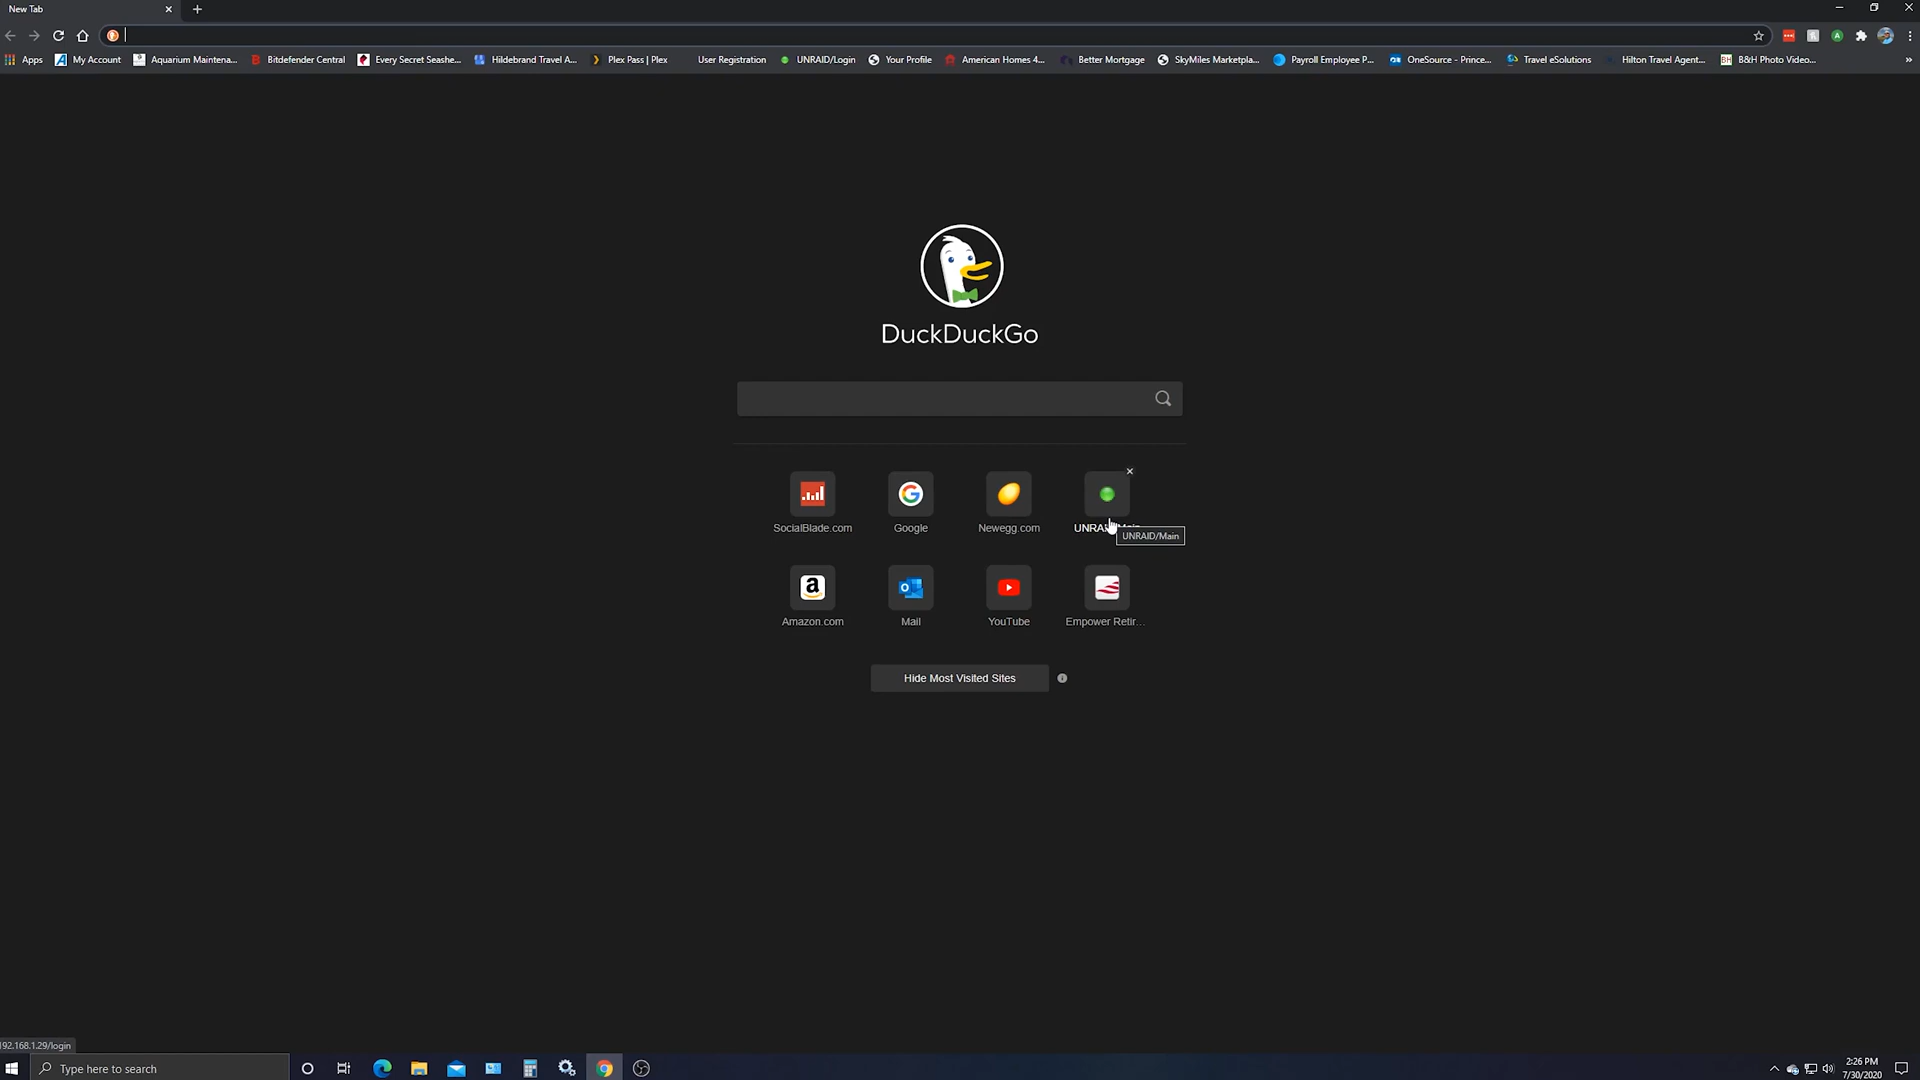 New Tab
Apps My Account Aquarium Maintena... Bitdefender Central Every Secret Seashe... Hildebrand Travel A... Plex Pass | Plex User Registration UNRAID/Login Your Profile American Homes 4... Better Mortgage SkyMiles Marketpla... Payroll Employee P... OneSource - Prince... Travel eSolutions Hilton Travel Agent... B&H Photo Video...
DuckDuckGo
SocialBlade.com Google Newegg.com UNRAID/Main
UNRAID/Main
Amazon.com Mail YouTube Empower Retir...
Hide Most Visited Sites
192.168.1.29/login
Type here to search
2:26 PM
7/30/2020